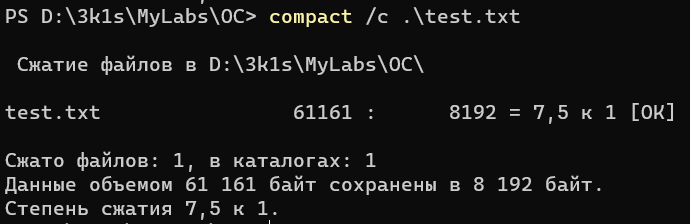 PS D:\3k1s\MyLabs\OC> compact /c .\test.txt
Сжатие файлов в D:\3k1s\MyLabs\OC\
test.txt 61161 : 8192 = 7,5 к 1 [OК]
Сжато файлов: 1, в каталогах: 1
Данные объемом 61 161 байт сохранены в 8 192 байт.
Степень сжатия 7,5 к 1.